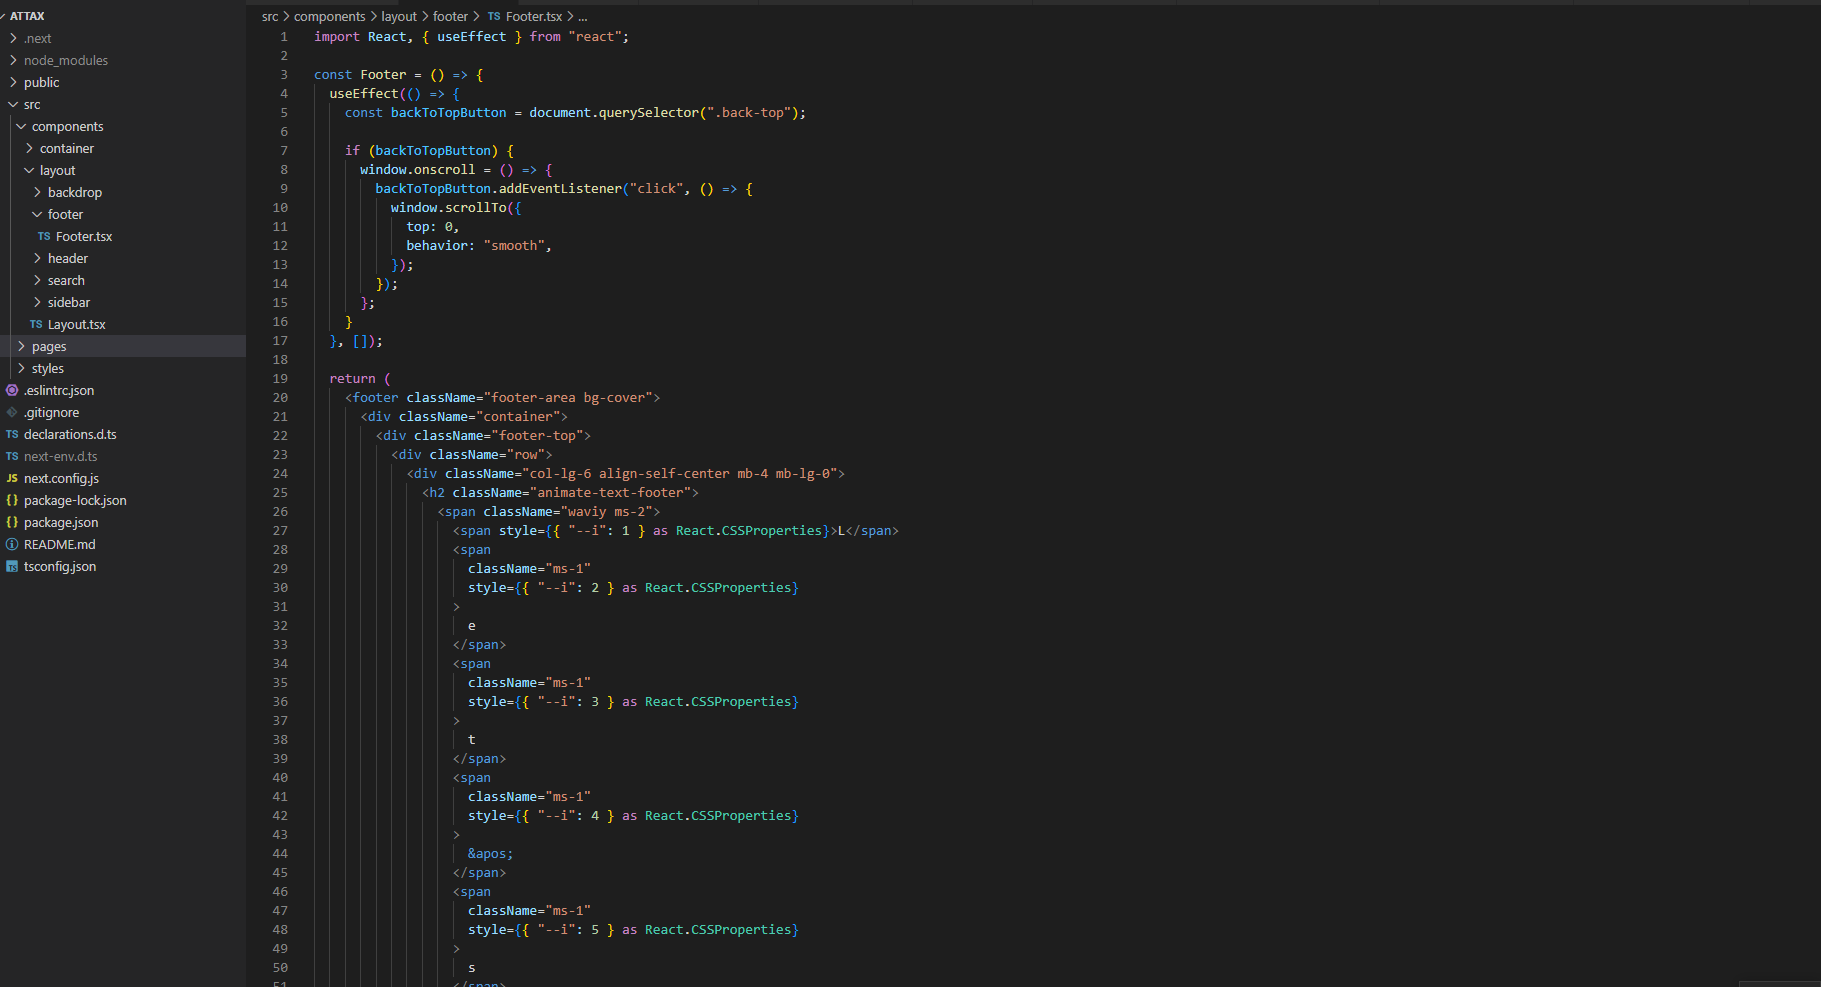 ATTAX
.next
node_modules
public
src
components
container
layout
backdrop
footer
TS Footer.tsx
header
search
sidebar
TS Layout.tsx
pages
styles
.eslintrc.json
.gitignore
TS declarations.d.ts
TS next-env.d.ts
JS next.config.js
{} package-lock.json
{} package.json
README.md
tsconfig.json
src > components > layout > footer > TS Footer.tsx > ...
1 import React, { useEffect } from "react";
2
3 const Footer = () => {
4 useEffect(() => {
5 const backToTopButton = document.querySelector(".back-top");
6
7 if (backToTopButton) {
8 window.onscroll = () => {
9 backToTopButton.addEventListener("click", () => {
10 window.scrollTo({
11 top: 0,
12 behavior: "smooth",
13 });
14 });
15 };
16 }
17 }, []);
18
19 return (
20 <footer className="footer-area bg-cover">
21 <div className="container">
22 <div className="footer-top">
23 <div className="row">
24 <div className="col-lg-6 align-self-center mb-4 mb-lg-0">
25 <h2 className="animate-text-footer">
26 <span className="waviy ms-2">
27 <span style={{ "--i": 1 } as React.CSSProperties}>L</span>
28 <span
29 className="ms-1"
30 style={{ "--i": 2 } as React.CSSProperties}
31 >
32 e
33 </span>
34 <span
35 className="ms-1"
36 style={{ "--i": 3 } as React.CSSProperties}
37 >
38 t
39 </span>
40 <span
41 className="ms-1"
42 style={{ "--i": 4 } as React.CSSProperties}
43 >
44 &apos;
45 </span>
46 <span
47 className="ms-1"
48 style={{ "--i": 5 } as React.CSSProperties}
49 >
50 s
51 </span>